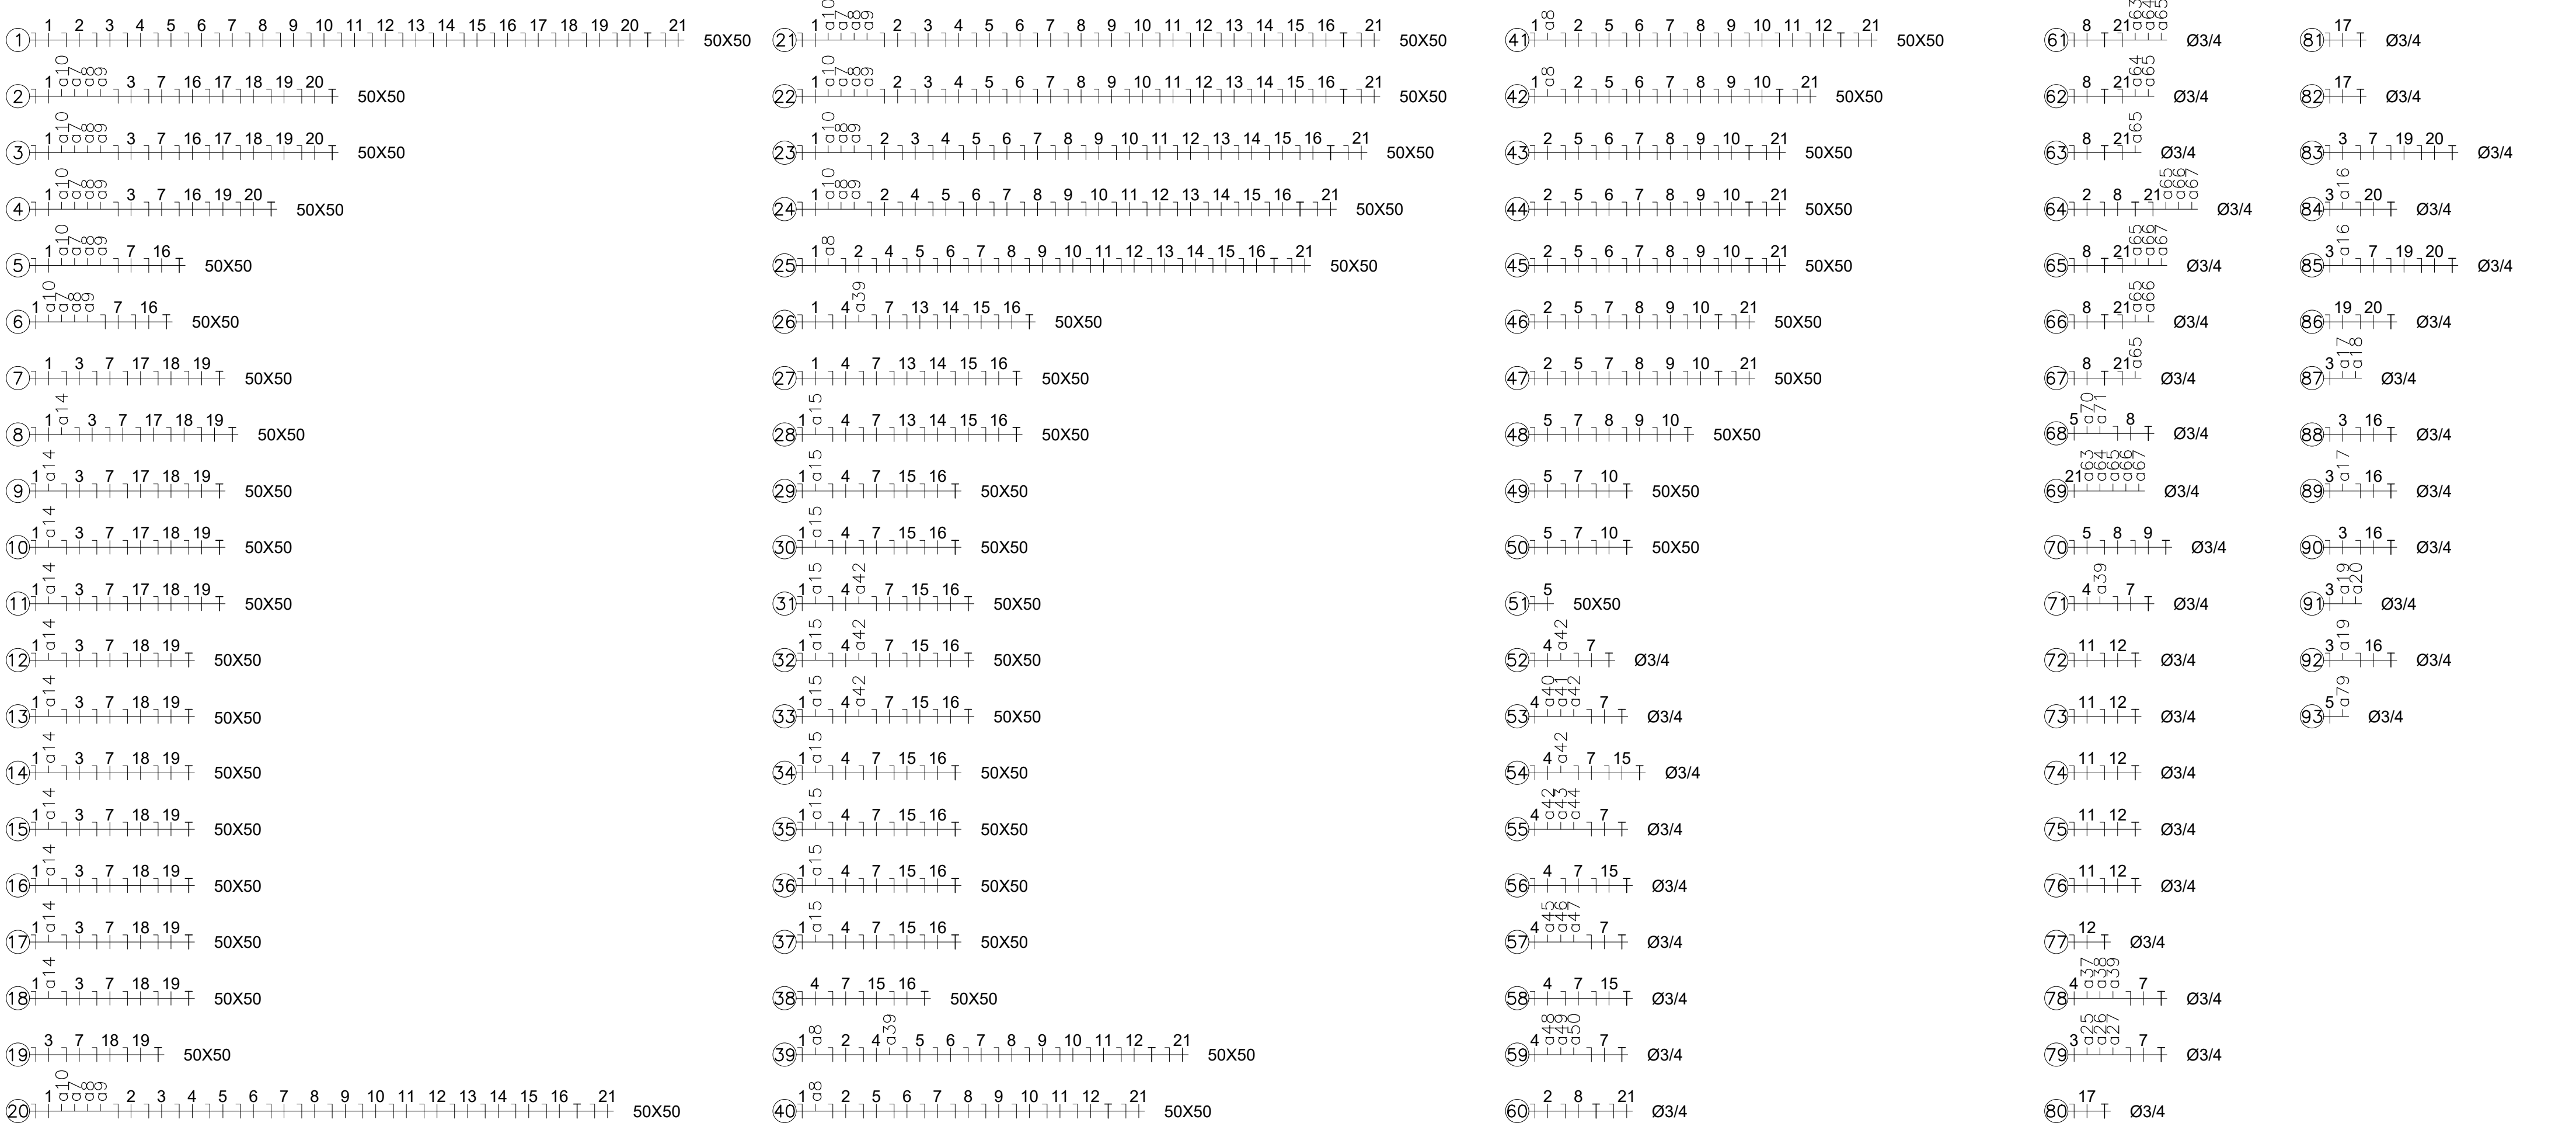 1 1 2 3 4 5 6 7 8 9 10 11 12 13 14 15 16 17 18 19 20 21 50X50
2 1 a10 a7 a8 a9 3 7 16 17 18 19 20 50X50
3 1 a10 a7 a8 a9 3 7 16 17 18 19 20 50X50
4 1 a10 a7 a8 a9 3 7 16 19 20 50X50
5 1 a10 a7 a8 a9 7 16 50X50
6 1 a10 a7 a8 a9 7 16 50X50
7 1 3 7 17 18 19 50X50
8 1 a14 3 7 17 18 19 50X50
9 1 a14 3 7 17 18 19 50X50
10 1 a14 3 7 17 18 19 50X50
11 1 a14 3 7 17 18 19 50X50
12 1 a14 3 7 18 19 50X50
13 1 a14 3 7 18 19 50X50
14 1 a14 3 7 18 19 50X50
15 1 a14 3 7 18 19 50X50
16 1 a14 3 7 18 19 50X50
17 1 a14 3 7 18 19 50X50
18 1 a14 3 7 18 19 50X50
19 3 7 18 19 50X50
20 1 a10 a7 a8 a9 2 3 4 5 6 7 8 9 10 11 12 13 14 15 16 21 50X50
21 1 a10 a7 a8 a9 2 3 4 5 6 7 8 9 10 11 12 13 14 15 16 21 50X50
22 1 a10 a7 a8 a9 2 3 4 5 6 7 8 9 10 11 12 13 14 15 16 21 50X50
23 1 a10 a8 a9 2 3 4 5 6 7 8 9 10 11 12 13 14 15 16 21 50X50
24 1 a10 a8 a9 2 4 5 6 7 8 9 10 11 12 13 14 15 16 21 50X50
25 1 a8 2 4 5 6 7 8 9 10 11 12 13 14 15 16 21 50X50
26 1 4 a39 7 13 14 15 16 50X50
27 1 4 7 13 14 15 16 50X50
28 1 a15 4 7 13 14 15 16 50X50
29 1 a15 4 7 15 16 50X50
30 1 a15 4 7 15 16 50X50
31 1 a15 4 a42 7 15 16 50X50
32 1 a15 4 a42 7 15 16 50X50
33 1 a15 4 a42 7 15 16 50X50
34 1 a15 4 7 15 16 50X50
35 1 a15 4 7 15 16 50X50
36 1 a15 4 7 15 16 50X50
37 1 a15 4 7 15 16 50X50
38 4 7 15 16 50X50
39 1 a8 2 4 a39 5 6 7 8 9 10 11 12 21 50X50
40 1 a8 2 5 6 7 8 9 10 11 12 21 50X50
41 1 a8 2 5 6 7 8 9 10 11 12 21 50X50
42 1 a8 2 5 6 7 8 9 10 21 50X50
43 2 5 6 7 8 9 10 21 50X50
44 2 5 6 7 8 9 10 21 50X50
45 2 5 6 7 8 9 10 21 50X50
46 2 5 7 8 9 10 21 50X50
47 2 5 7 8 9 10 21 50X50
48 5 7 8 9 10 50X50
49 5 7 10 50X50
50 5 7 10 50X50
51 5 50X50
52 4 a42 7 Ø3/4
53 4 a40 a41 a42 7 Ø3/4
54 4 a42 7 15 Ø3/4
55 4 a42 a43 a44 7 Ø3/4
56 4 7 15 Ø3/4
57 4 a45 a46 a47 7 Ø3/4
58 4 7 15 Ø3/4
59 4 a48 a49 a50 7 Ø3/4
60 2 8 21 Ø3/4
61 8 21 a63 a64 a65 Ø3/4
62 8 21 a64 a65 Ø3/4
63 8 21 a65 Ø3/4
64 2 8 21 a65 a66 a67 Ø3/4
65 8 21 a65 a66 a67 Ø3/4
66 8 21 a65 a66 Ø3/4
67 8 21 a65 Ø3/4
68 5 a70 a71 8 Ø3/4
69 21 a63 a64 a65 a66 a67 Ø3/4
70 5 8 9 Ø3/4
71 4 a39 7 Ø3/4
72 11 12 Ø3/4
73 11 12 Ø3/4
74 11 12 Ø3/4
75 11 12 Ø3/4
76 11 12 Ø3/4
77 12 Ø3/4
78 4 a37 a38 a39 7 Ø3/4
79 3 a25 a26 a27 7 Ø3/4
80 17 Ø3/4
81 17 Ø3/4
82 17 Ø3/4
83 3 7 19 20 Ø3/4
84 3 a16 20 Ø3/4
85 3 a16 7 19 20 Ø3/4
86 19 20 Ø3/4
87 3 a17 a18 Ø3/4
88 3 16 Ø3/4
89 3 a17 16 Ø3/4
90 3 16 Ø3/4
91 3 a19 a20 Ø3/4
92 3 a19 16 Ø3/4
93 5 a79 Ø3/4